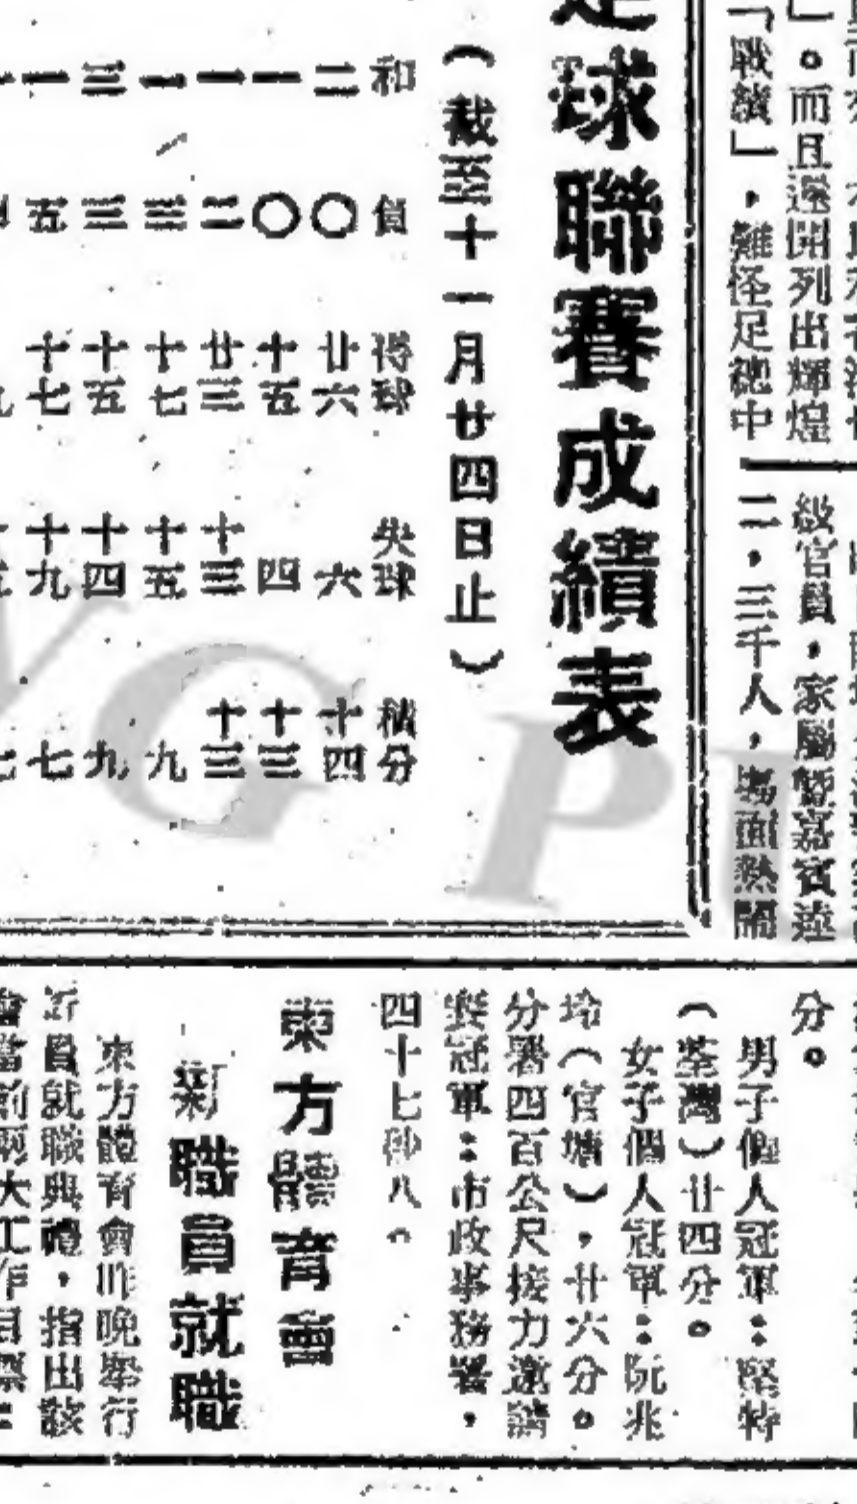 「戰績」，難怪足總中
」。而且還開列出輝煌
級官員，家屬暨嘉賓達
二，三千人，場面熱鬧
球聯賽成績表
（截至十一月廿四日止）
和 負 得球 失球 積分
二 〇 廿六 六 十四
一 〇 十五 四 十三
一 二 廿三 十三 十三
一 三 十七 十五 九
三 三 十五 十四 九
一 五 十七 十九 七
分。
男子個人冠軍：堅特
（荃灣）廿四分。
女子個人冠軍：阮兆
玲（官塘），廿六分。
分署四百公尺接力邀請
賽冠軍：市政事務署，
四十七秒八。
東方體育會
新職員就職
東方體育會昨晚舉行
新員就職典禮，指出該
會當前兩大工作目標：